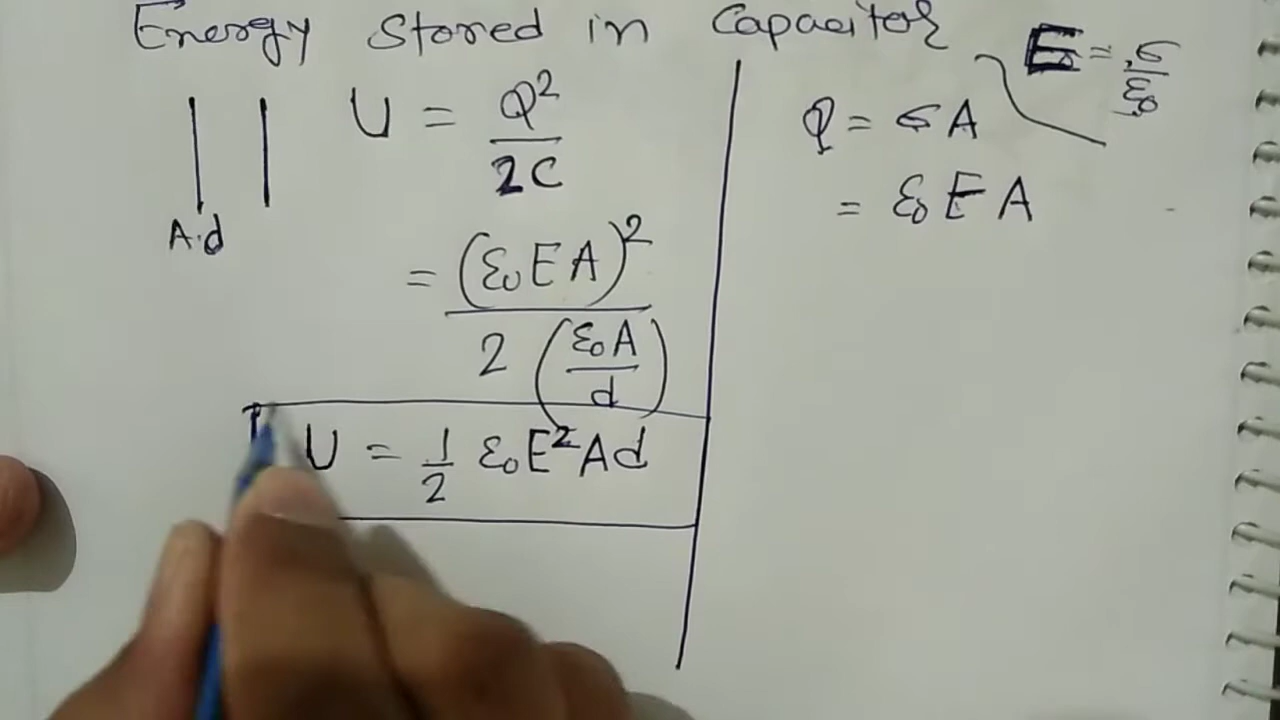 Energy Stored in Capacitor
A.d
U = Q²/2C
= (ε₀EA)²/2(ε₀A/d)
U = 1/2 ε₀E²Ad
E = σ/ε₀
Q = σA
= ε₀EA